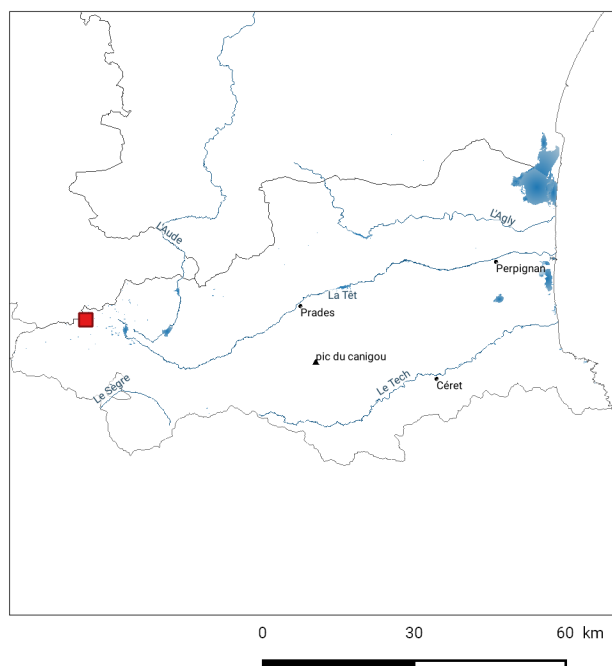 L'Aude
L'Agly
Perpignan
La Têt
Prades
pic du canigou
Le Tech
Le Sègre
Céret
0 30 60 km